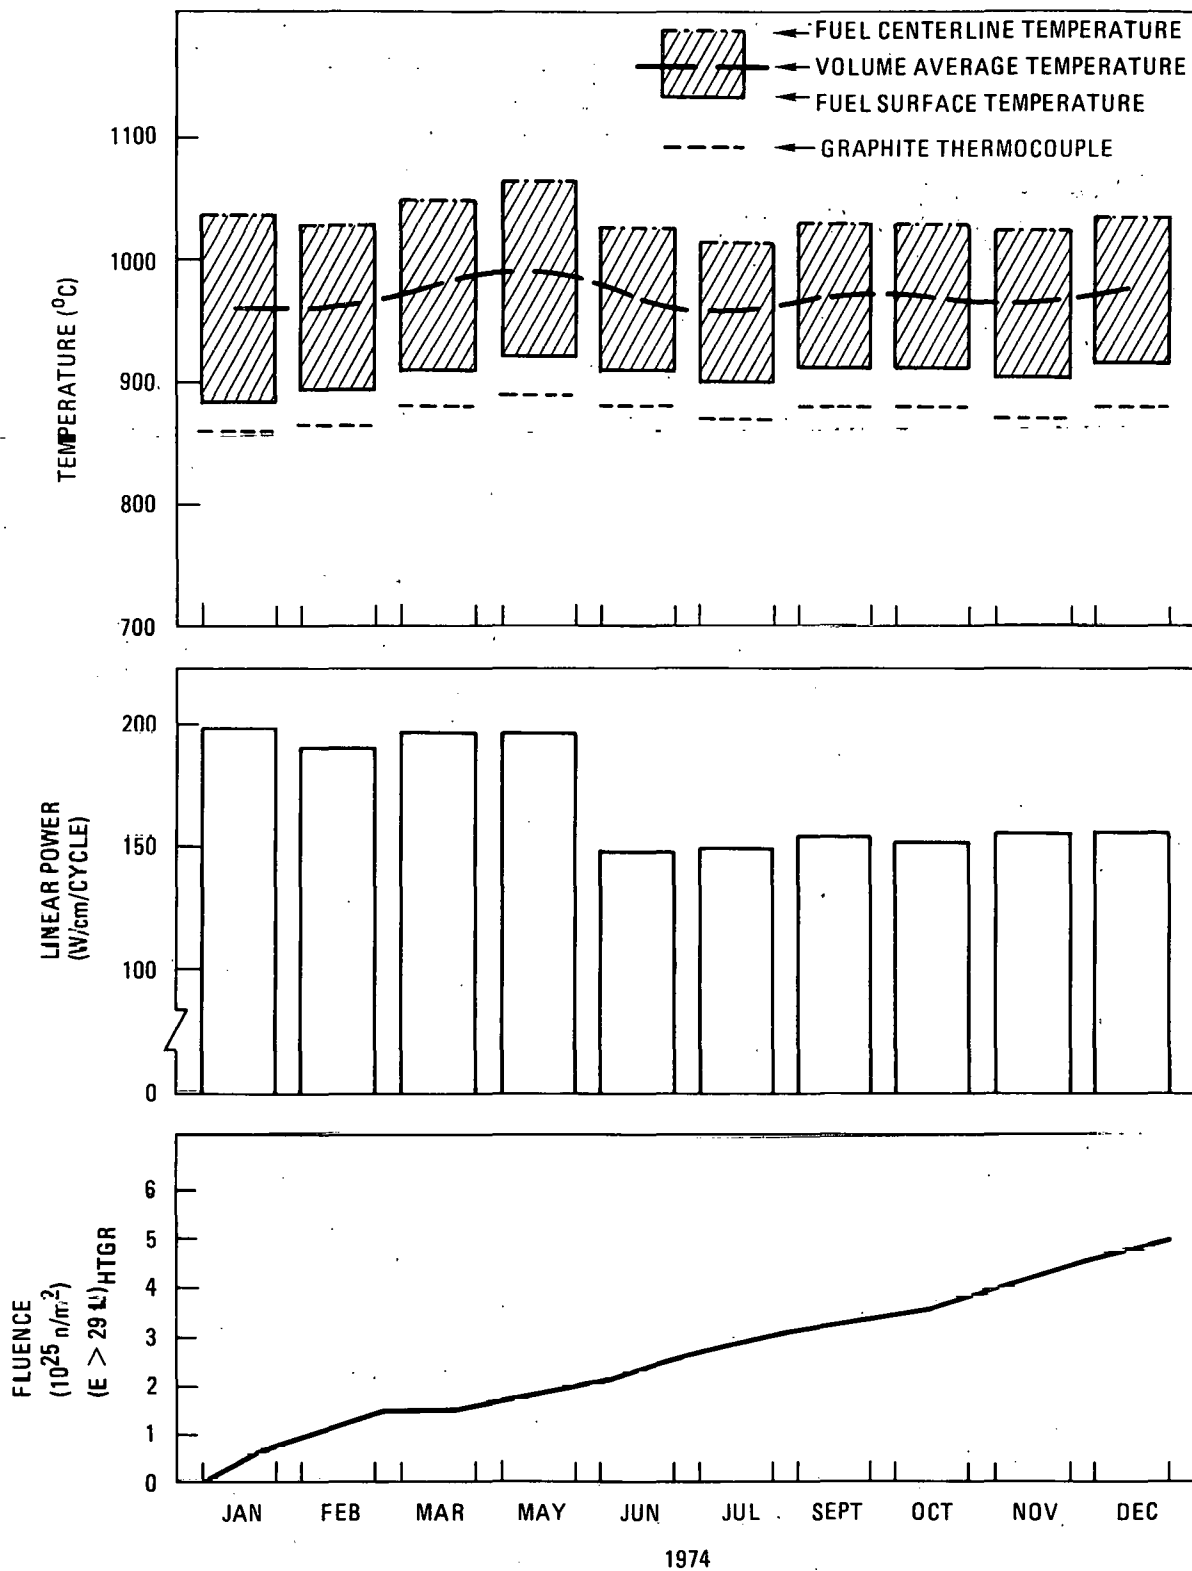 FUEL CENTERLINE TEMPERATURE
VOLUME AVERAGE TEMPERATURE
FUEL SURFACE TEMPERATURE
GRAPHITE THERMOCOUPLE
TEMPERATURE (°C)
1100
1000
900
800
700
LINEAR POWER
(W/cm/CYCLE)
200
150
100
0
FLUENCE
(10²⁵ n/m²)
(E > 29 )HTGR
6
5
4
3
2
1
0
JAN FEB MAR MAY JUN JUL SEPT OCT NOV DEC
1974